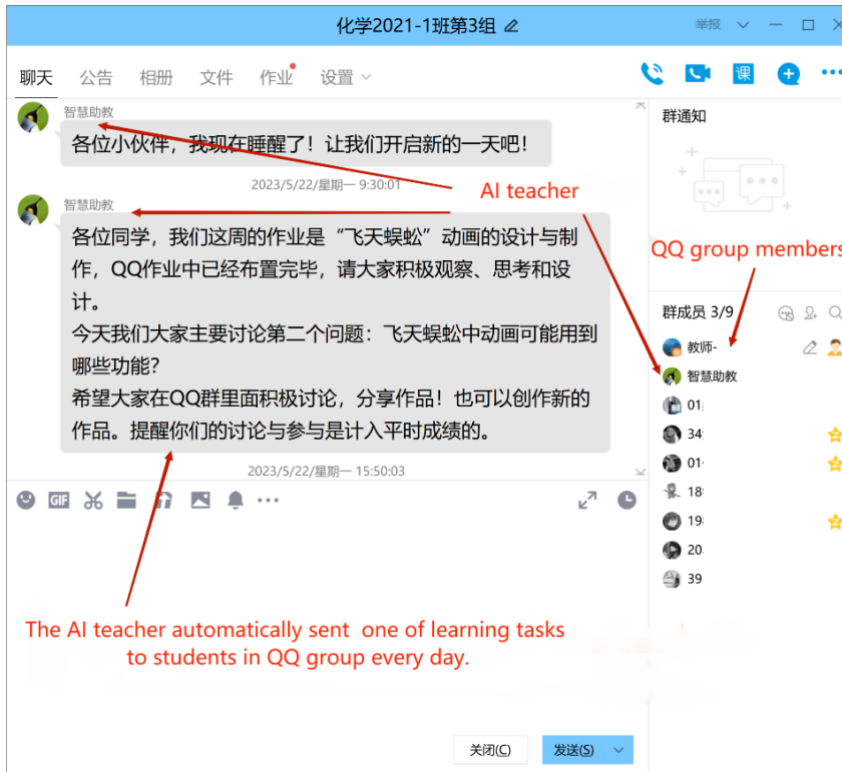 化学2021-1班第3组
举报
聊天 公告 相册 文件 作业 设置
课
智慧助教
各位小伙伴，我现在睡醒了！让我们开启新的一天吧！
2023/5/22/星期一 9:30:01
AI teacher
智慧助教
各位同学，我们这周的作业是“飞天蜈蚣”动画的设计与制
作，QQ作业中已经布置完毕，请大家积极观察、思考和设
计。
今天我们大家主要讨论第二个问题：飞天蜈蚣中动画可能用到
哪些功能？
希望大家在QQ群里面积极讨论，分享作品！也可以创作新的
作品。提醒你们的讨论与参与是计入平时成绩的。
2023/5/22/星期一 15:50:03
GIF
The AI teacher automatically sent one of learning tasks
to students in QQ group every day.
关闭(C) 发送(S)
群通知
QQ group members
群成员 3/9
教师-
智慧助教
01
34
01
18
19
20
39